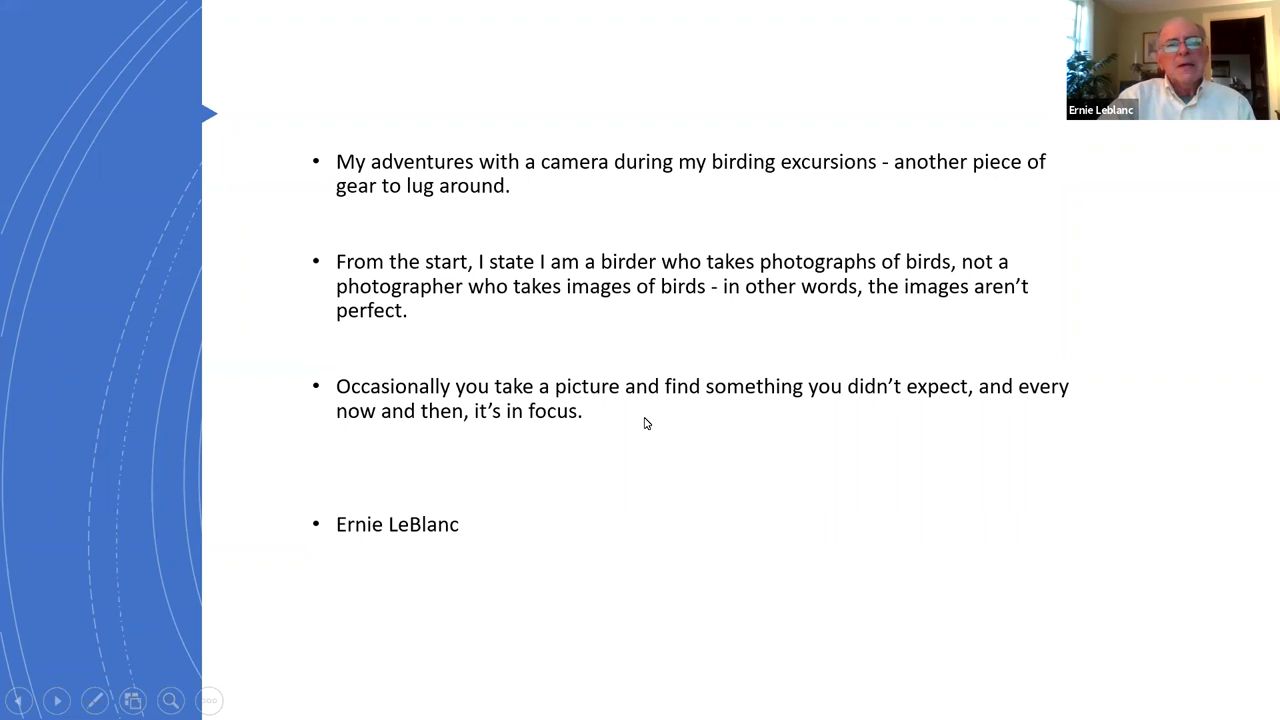 Ernie Leblanc
• My adventures with a camera during my birding excursions - another piece of
gear to lug around.
• From the start, I state I am a birder who takes photographs of birds, not a
photographer who takes images of birds - in other words, the images aren’t
perfect.
• Occasionally you take a picture and find something you didn’t expect, and every
now and then, it’s in focus.
• Ernie LeBlanc